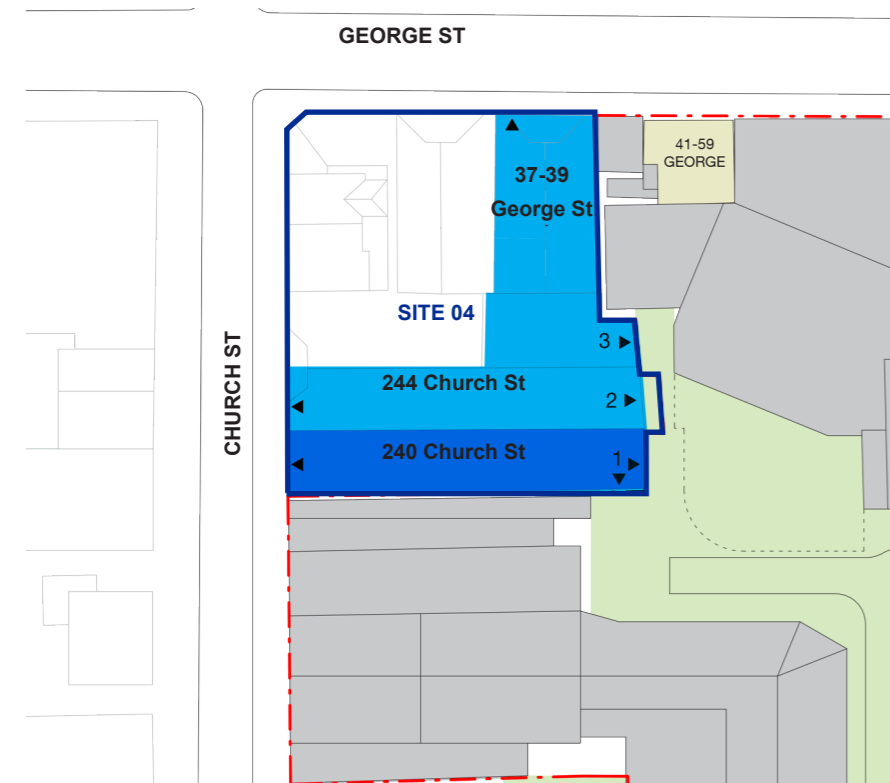 GEORGE ST
41-59
GEORGE
37-39
George St
SITE 04
3
CHURCH ST
244 Church St
2
240 Church St
1